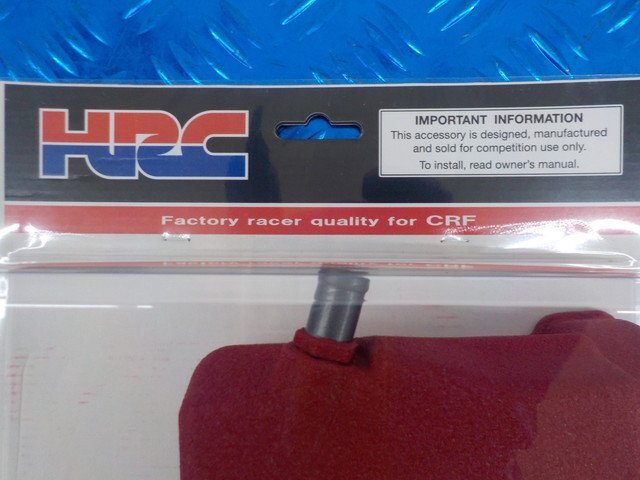 HRC
IMPORTANT INFORMATION
This accessory is designed, manufactured
and sold for competition use only.
To install, read owner's manual.
Factory racer quality for CRF